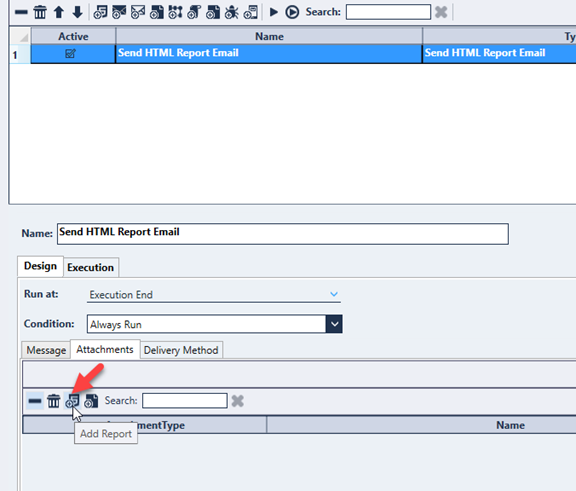 Search:
Active Name Ty
1 Send HTML Report Email Send HTML Report Email
Name: Send HTML Report Email
Design Execution
Run at: Execution End
Condition: Always Run
Message Attachments Delivery Method
Search:
mentType Name
Add Report